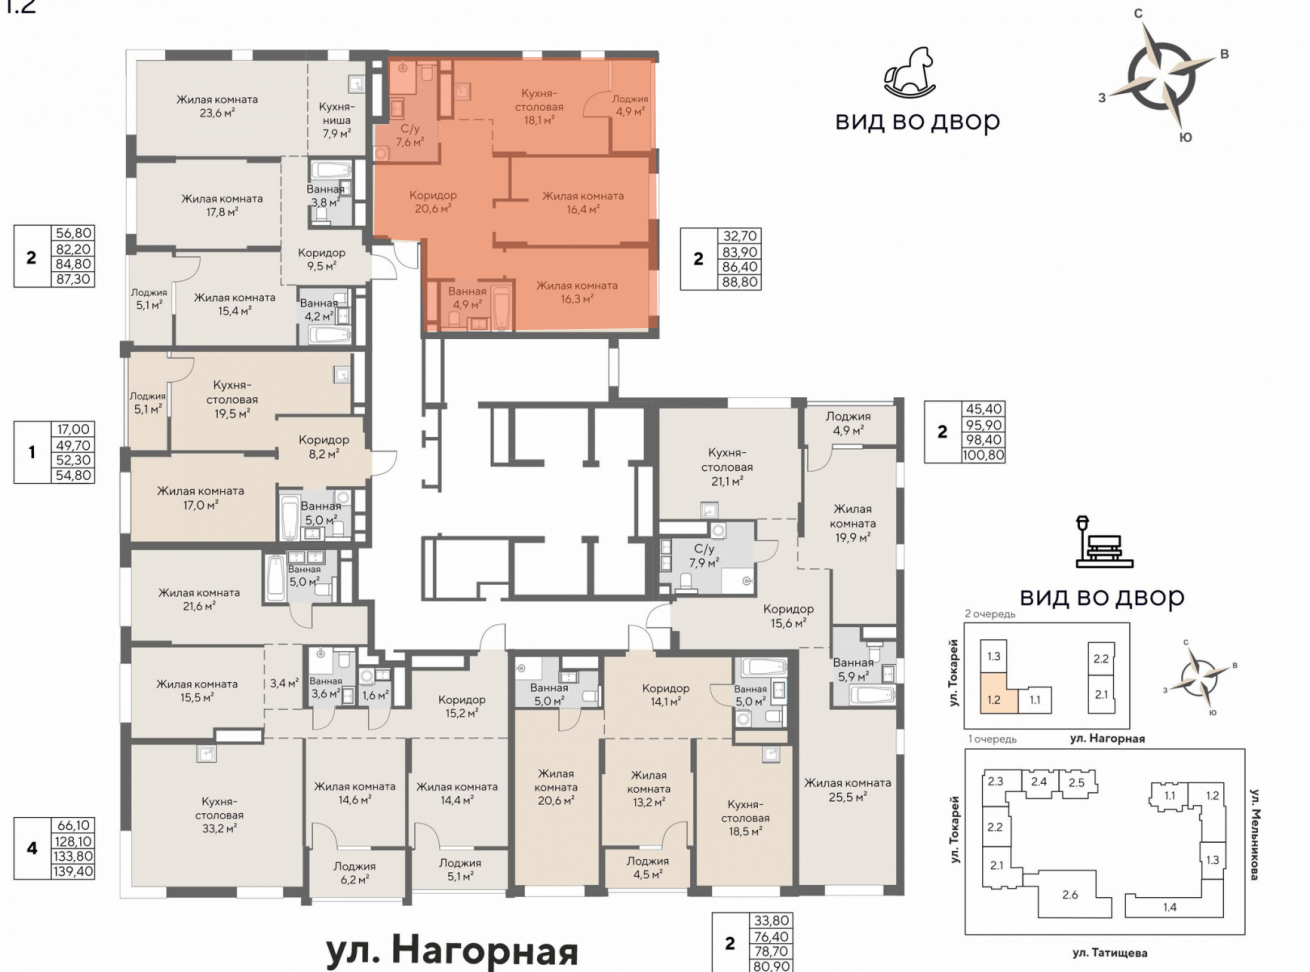 1.2
С
В
З
Ю
ВИД ВО ДВОР
Жилая комната
23,6 м²
Кухня-
ниша
7,9 м²
С/у
7,6 м²
Кухня-
столовая
18,1 м²
Лоджия
4,9 м²
Жилая комната
17,8 м²
Ванная
3,8 м²
Коридор
20,6 м²
Жилая комната
16,4 м²
2
56,80
82,20
84,80
87,30
Коридор
9,5 м²
2
32,70
83,90
86,40
88,80
Лоджия
5,1 м²
Жилая комната
15,4 м²
Ванная
4,2 м²
Ванная
4,9 м²
Жилая комната
16,3 м²
Лоджия
5,1 м²
Кухня-
столовая
19,5 м²
Коридор
8,2 м²
1
17,00
49,70
52,30
54,80
Жилая комната
17,0 м²
Ванная
5,0 м²
Лоджия
4,9 м²
2
45,40
95,90
98,40
100,80
Кухня-
столовая
21,1 м²
Жилая
комната
19,9 м²
С/у
7,9 м²
ВИД ВО ДВОР
Жилая комната
21,6 м²
Ванная
5,0 м²
Коридор
15,6 м²
Ванная
5,9 м²
Жилая комната
15,5 м²
3,4 м²
Ванная
3,6 м²
1,6 м²
Коридор
15,2 м²
Ванная
5,0 м²
Коридор
14,1 м²
Ванная
5,0 м²
Кухня-
столовая
33,2 м²
Жилая комната
14,6 м²
Жилая комната
14,4 м²
Жилая
комната
20,6 м²
Жилая
комната
13,2 м²
Кухня-
столовая
18,5 м²
Жилая комната
25,5 м²
4
66,10
128,10
133,80
139,40
Лоджия
6,2 м²
Лоджия
5,1 м²
Лоджия
4,5 м²
ул. Нагорная
2
33,80
76,40
78,70
80,90
2 очередь
ул. Токарей
1.3
1.2
1.1
2.2
2.1
ул. Нагорная
С
В
З
Ю
1 очередь
ул. Токарей
2.3
2.4
2.5
2.2
2.1
2.6
1.1
1.2
1.3
1.4
ул. Мельникова
ул. Татищева